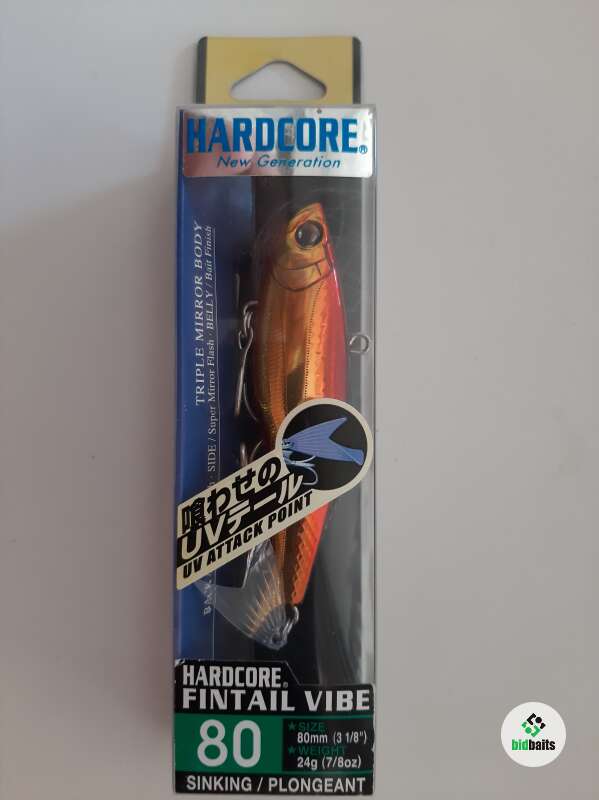 HARDCORE®
New Generation
TRIPLE MIRROR BODY
SIDE / Super Mirror Flash · BELLY / Bait Finish
喰わせの
UVテール
UV ATTACK POINT
HARDCORE®
FINTAIL VIBE
80
★SIZE
80mm (3 1/8")
★WEIGHT
24g (7/8oz)
SINKING / PLONGEANT
bidbaits